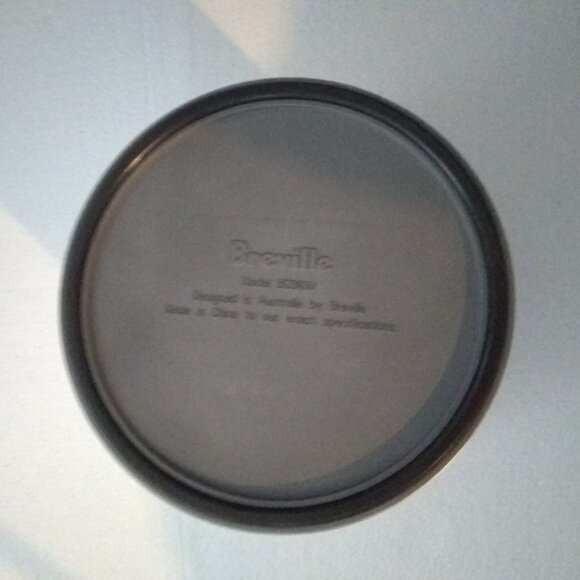 Breville
Model
Designed in Australia by Breville
Made in China to our exact specifications